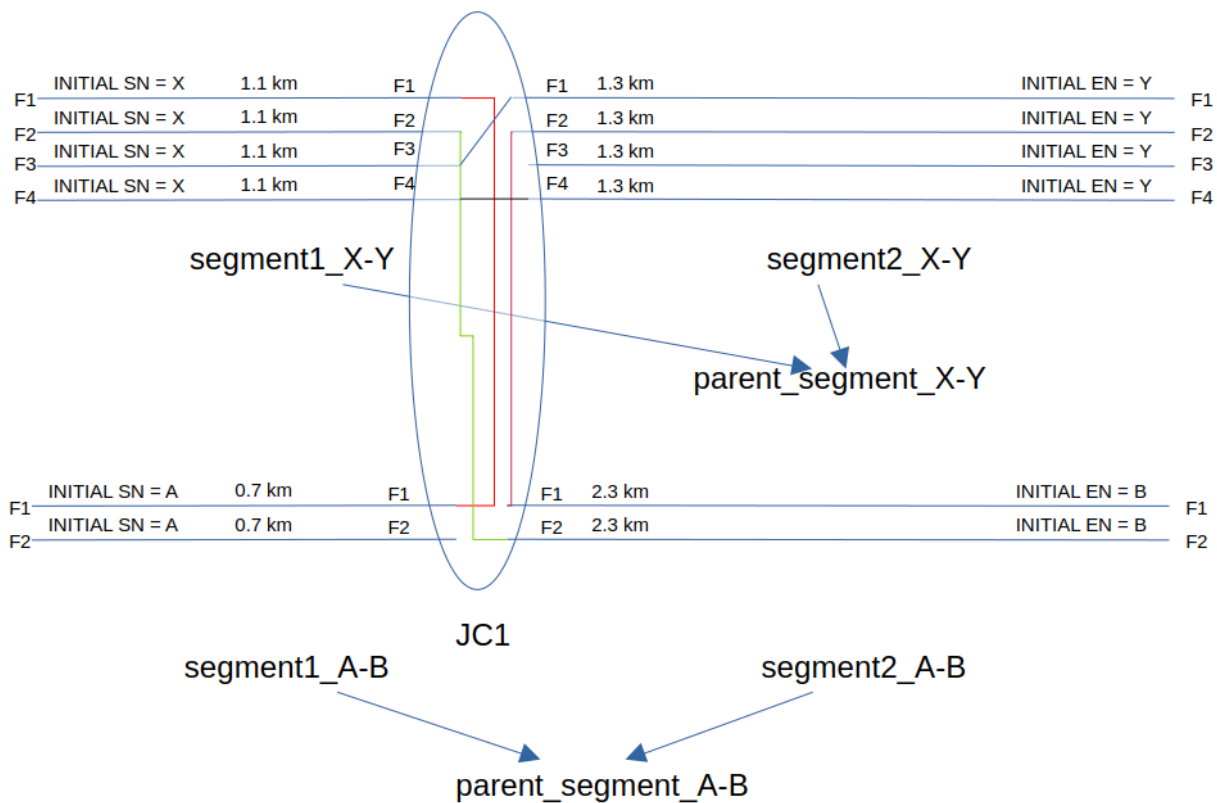 INITIAL SN = X 1.1 km F1 F1 1.3 km INITIAL EN = Y
F1 F1
INITIAL SN = X 1.1 km F2 F2 1.3 km INITIAL EN = Y
F2 F2
INITIAL SN = X 1.1 km F3 F3 1.3 km INITIAL EN = Y
F3 F3
INITIAL SN = X 1.1 km F4 F4 1.3 km INITIAL EN = Y
F4 F4
segment1_X-Y segment2_X-Y
parent_segment_X-Y
INITIAL SN = A 0.7 km F1 F1 2.3 km INITIAL EN = B
F1 F1
INITIAL SN = A 0.7 km F2 F2 2.3 km INITIAL EN = B
F2 F2
JC1
segment1_A-B segment2_A-B
parent_segment_A-B